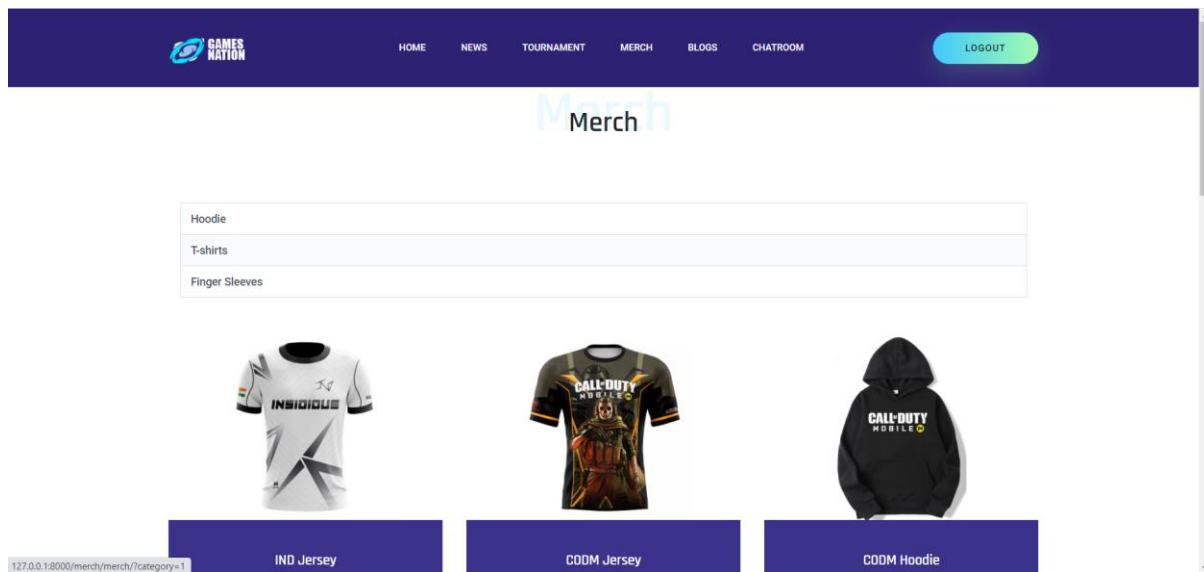 GAMES
NATION
HOME NEWS TOURNAMENT MERCH BLOGS CHATROOM LOGOUT
Merch
Merch
Hoodie
T-shirts
Finger Sleeves
INSIDIOUS
CALL·DUTY
MOBILE
CALL·DUTY
MOBILE
IND Jersey CODM Jersey CODM Hoodie
127.0.0.1:8000/merch/merch/?category=1